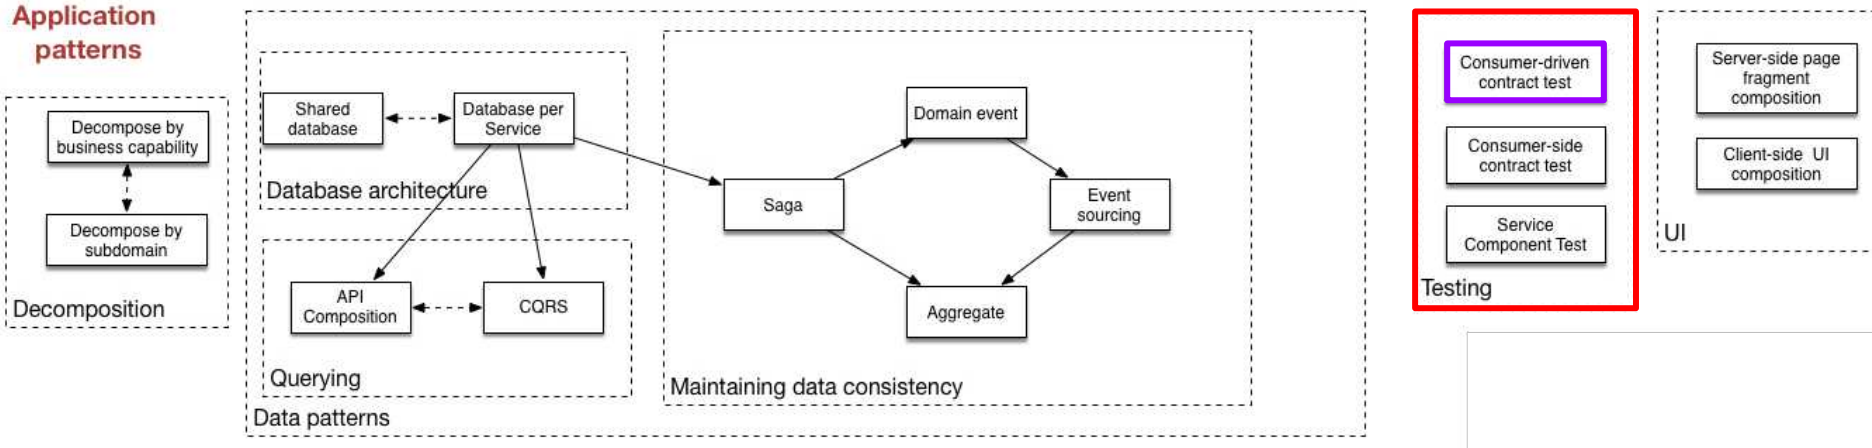 Application
patterns
Decompose by
business capability
Decompose by
subdomain
Decomposition
Shared
database
Database per
Service
Database architecture
API
Composition
CQRS
Querying
Data patterns
Domain event
Saga
Event
sourcing
Aggregate
Maintaining data consistency
Consumer-driven
contract test
Consumer-side
contract test
Service
Component Test
Testing
Server-side page
fragment
composition
Client-side UI
composition
UI